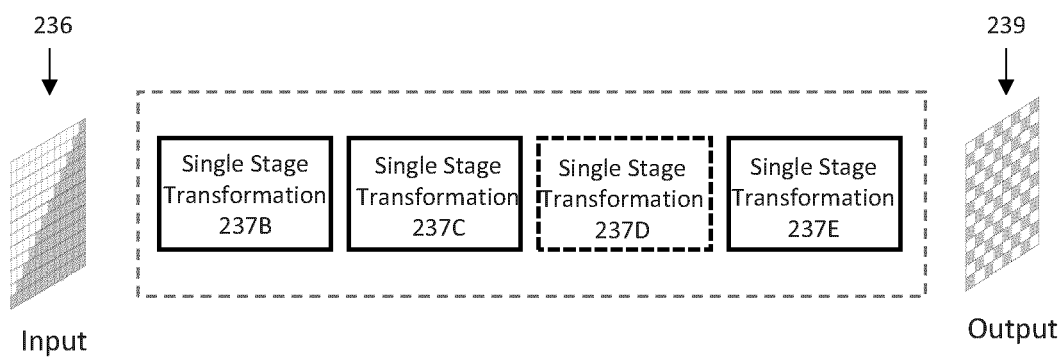 236
239
Single Stage
Transformation
237B
Single Stage
Transformation
237C
Single Stage
Transformation
237D
Single Stage
Transformation
237E
Input
Output